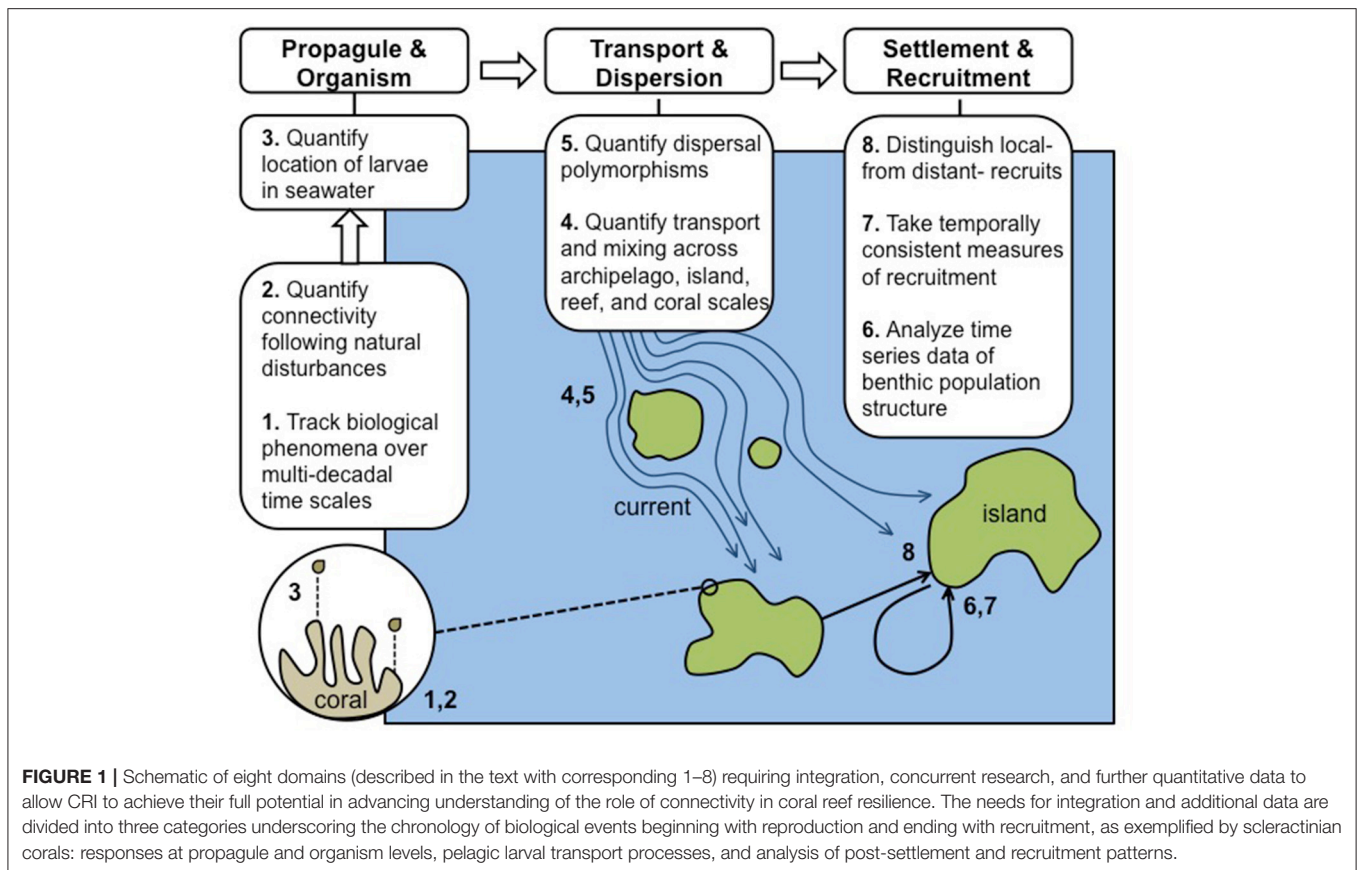 Propagule &
Organism
Transport &
Dispersion
Settlement &
Recruitment
3. Quantify
location of larvae
in seawater
2. Quantify
connectivity
following natural
disturbances
1. Track biological
phenomena over
multi-decadal
time scales
5. Quantify dispersal
polymorphisms
4. Quantify transport
and mixing across
archipelago, island,
reef, and coral scales
8. Distinguish local-
from distant- recruits
7. Take temporally
consistent measures
of recruitment
6. Analyze time
series data of
benthic population
structure
4,5
current
island
8
6,7
3
coral
1,2
FIGURE 1 | Schematic of eight domains (described in the text with corresponding 1–8) requiring integration, concurrent research, and further quantitative data to
allow CRI to achieve their full potential in advancing understanding of the role of connectivity in coral reef resilience. The needs for integration and additional data are
divided into three categories underscoring the chronology of biological events beginning with reproduction and ending with recruitment, as exemplified by scleractinian
corals: responses at propagule and organism levels, pelagic larval transport processes, and analysis of post-settlement and recruitment patterns.